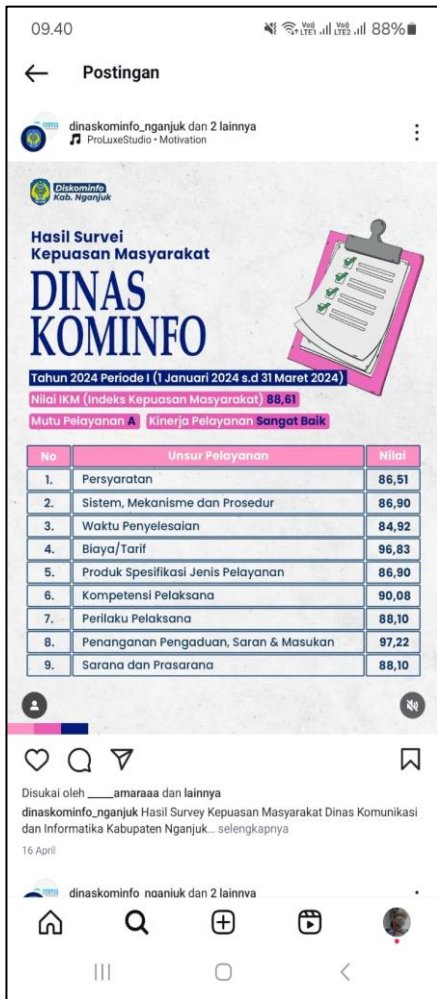 09.40 Vo)) LTE1 Vo)) LTE2 88%
Postingan
dinaskominfo_nganjuk dan 2 lainnya
ProLuxeStudio • Motivation
Diskominfo
Kab. Nganjuk
Hasil Survei
Kepuasan Masyarakat
DINAS
KOMINFO
Tahun 2024 Periode I (1 Januari 2024 s.d 31 Maret 2024)
Nilai IKM (Indeks Kepuasan Masyarakat) 88,61
Mutu Pelayanan A Kinerja Pelayanan Sangat Baik
No Unsur Pelayanan Nilai
1. Persyaratan 86,51
2. Sistem, Mekanisme dan Prosedur 86,90
3. Waktu Penyelesaian 84,92
4. Biaya/Tarif 96,83
5. Produk Spesifikasi Jenis Pelayanan 86,90
6. Kompetensi Pelaksana 90,08
7. Perilaku Pelaksana 88,10
8. Penanganan Pengaduan, Saran & Masukan 97,22
9. Sarana dan Prasarana 88,10
Disukai oleh ____amaraaa dan lainnya
dinaskominfo_nganjuk Hasil Survey Kepuasan Masyarakat Dinas Komunikasi
dan Informatika Kabupaten Nganjuk... selengkapnya
16 April
dinaskominfo_nganjuk dan 2 lainnya